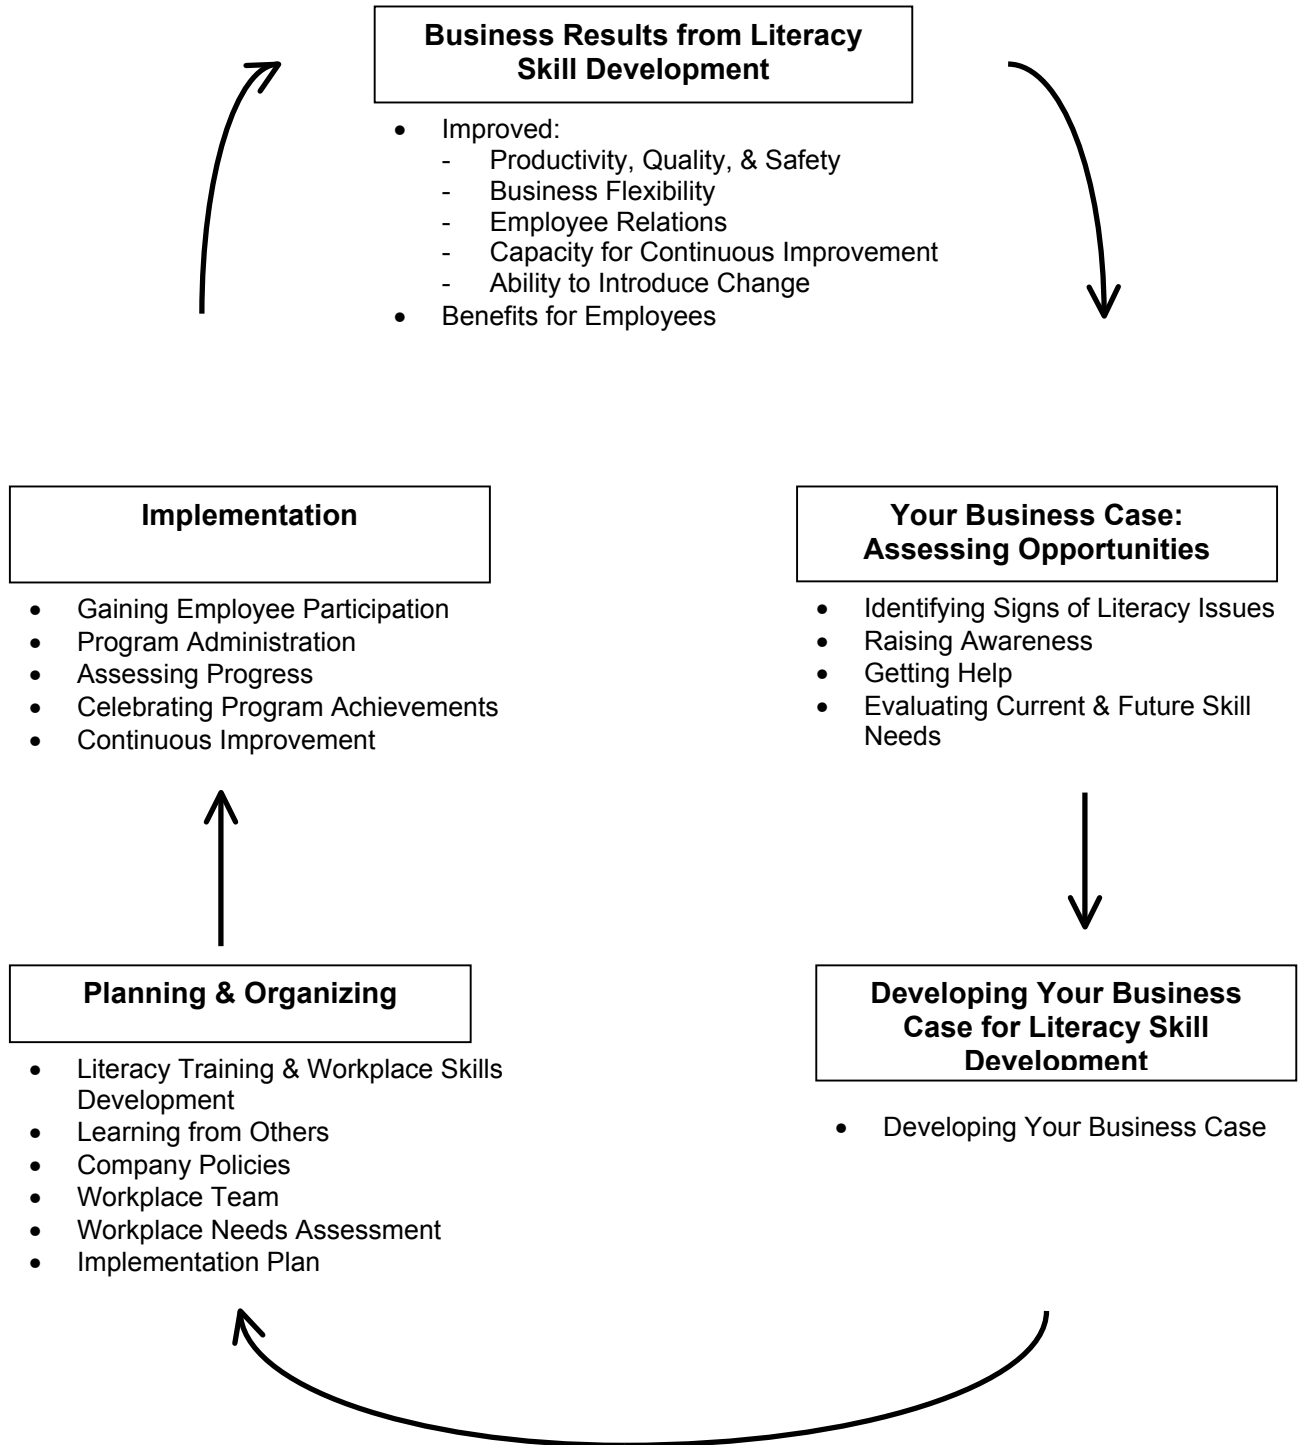 Business Results from Literacy
Skill Development
• Improved:
- Productivity, Quality, & Safety
- Business Flexibility
- Employee Relations
- Capacity for Continuous Improvement
- Ability to Introduce Change
• Benefits for Employees
Implementation
• Gaining Employee Participation
• Program Administration
• Assessing Progress
• Celebrating Program Achievements
• Continuous Improvement
Your Business Case:
Assessing Opportunities
• Identifying Signs of Literacy Issues
• Raising Awareness
• Getting Help
• Evaluating Current & Future Skill
Needs
Planning & Organizing
• Literacy Training & Workplace Skills
Development
• Learning from Others
• Company Policies
• Workplace Team
• Workplace Needs Assessment
• Implementation Plan
Developing Your Business
Case for Literacy Skill
Development
• Developing Your Business Case